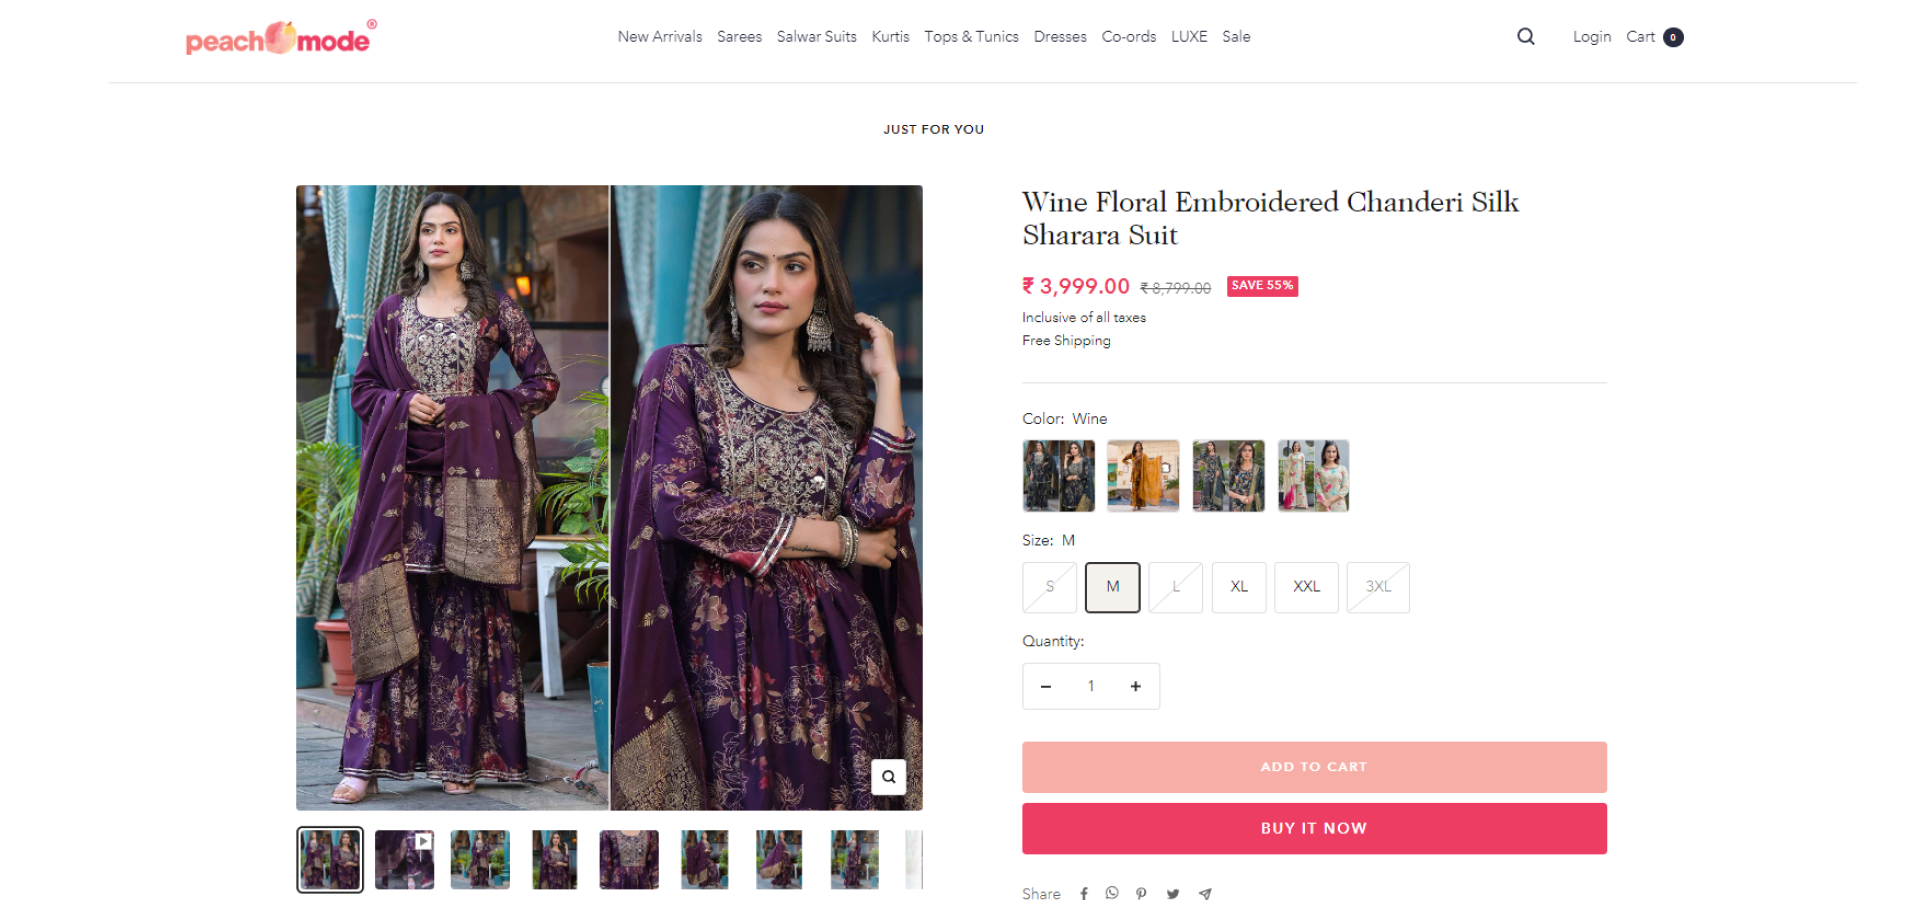 peachmode®
New Arrivals Sarees Salwar Suits Kurtis Tops & Tunics Dresses Co-ords LUXE Sale
Login Cart 0
JUST FOR YOU
Wine Floral Embroidered Chanderi Silk
Sharara Suit
₹ 3,999.00 ₹ 8,799.00 SAVE 55%
Inclusive of all taxes
Free Shipping
Color: Wine
Size: M
S M L XL XXL 3XL
Quantity:
− 1 +
ADD TO CART
BUY IT NOW
Share